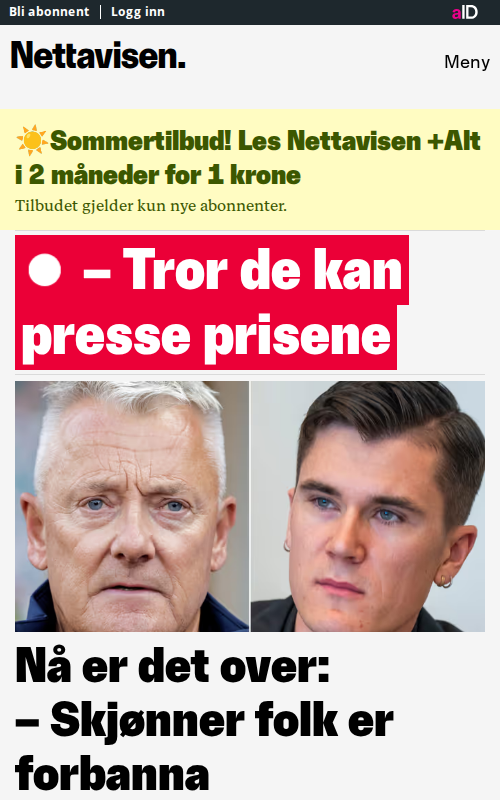 Bli abonnent | Logg inn
aID
Nettavisen.
Meny
☀️Sommertilbud! Les Nettavisen +Alt
i 2 måneder for 1 krone
Tilbudet gjelder kun nye abonnenter.
– Tror de kan
presse prisene
Nå er det over:
– Skjønner folk er
forbanna